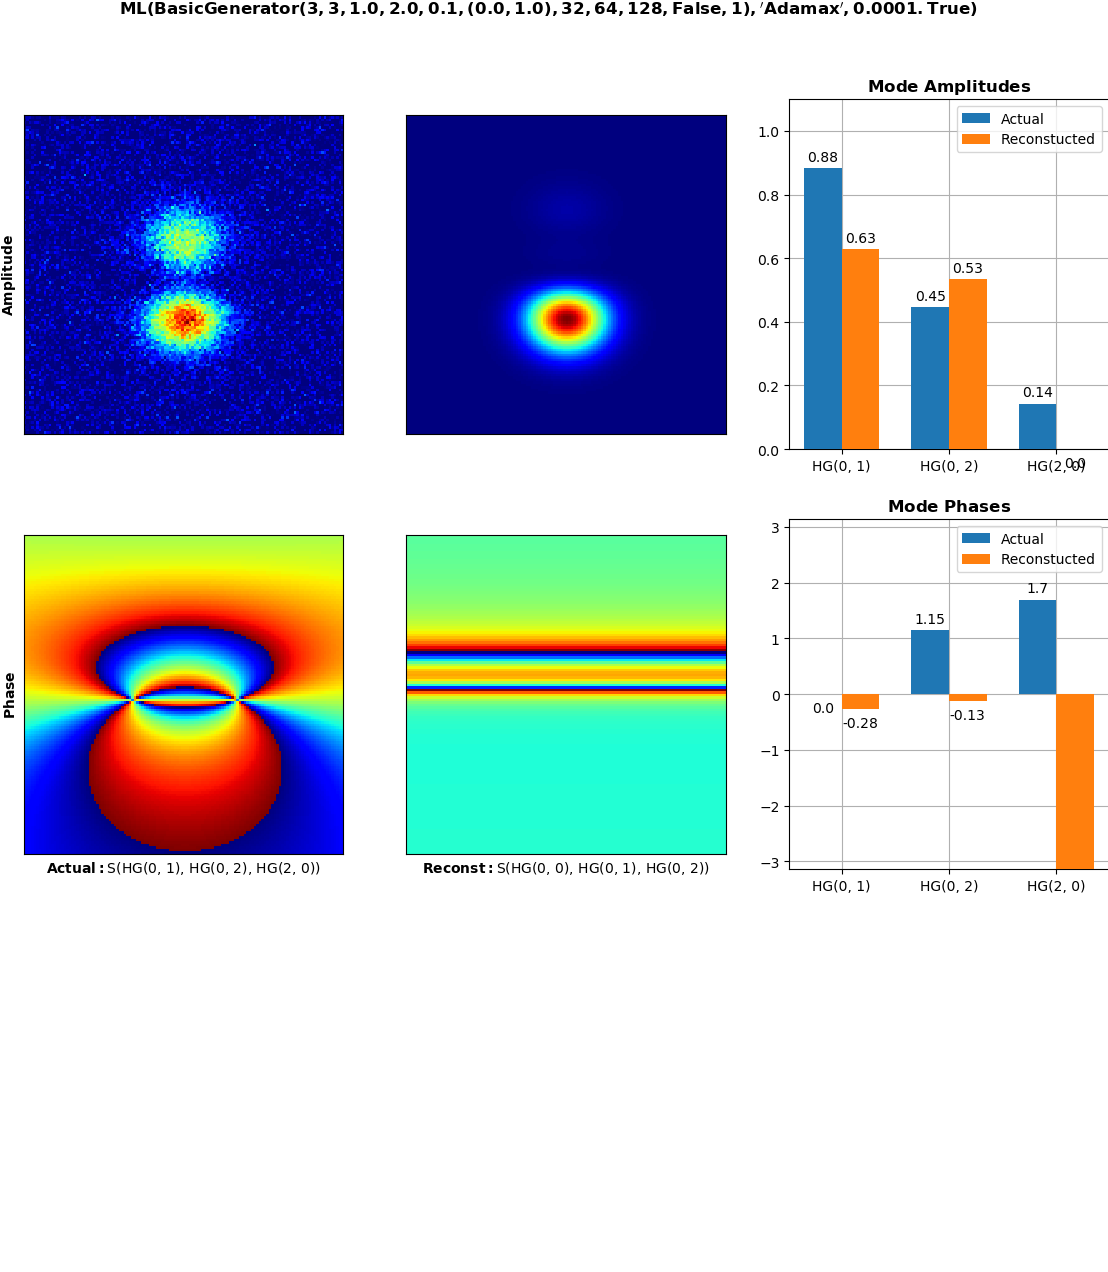 ML(BasicGenerator(3, 3, 1.0, 2.0, 0.1, (0.0, 1.0), 32, 64, 128, False, 1), ′Adamax′, 0.0001. True)
Amplitude
Mode Amplitudes
Actual
Reconstucted
1.0
0.8
0.6
0.4
0.2
0.0
0.88
0.63
0.45
0.53
0.14
0.0
HG(0, 1)
HG(0, 2)
HG(2, 0)
Phase
Actual: S(HG(0, 1), HG(0, 2), HG(2, 0))
Reconst: S(HG(0, 0), HG(0, 1), HG(0, 2))
Mode Phases
Actual
Reconstucted
3
2
1
0
−1
−2
−3
0.0
-0.28
1.15
-0.13
1.7
HG(0, 1)
HG(0, 2)
HG(2, 0)